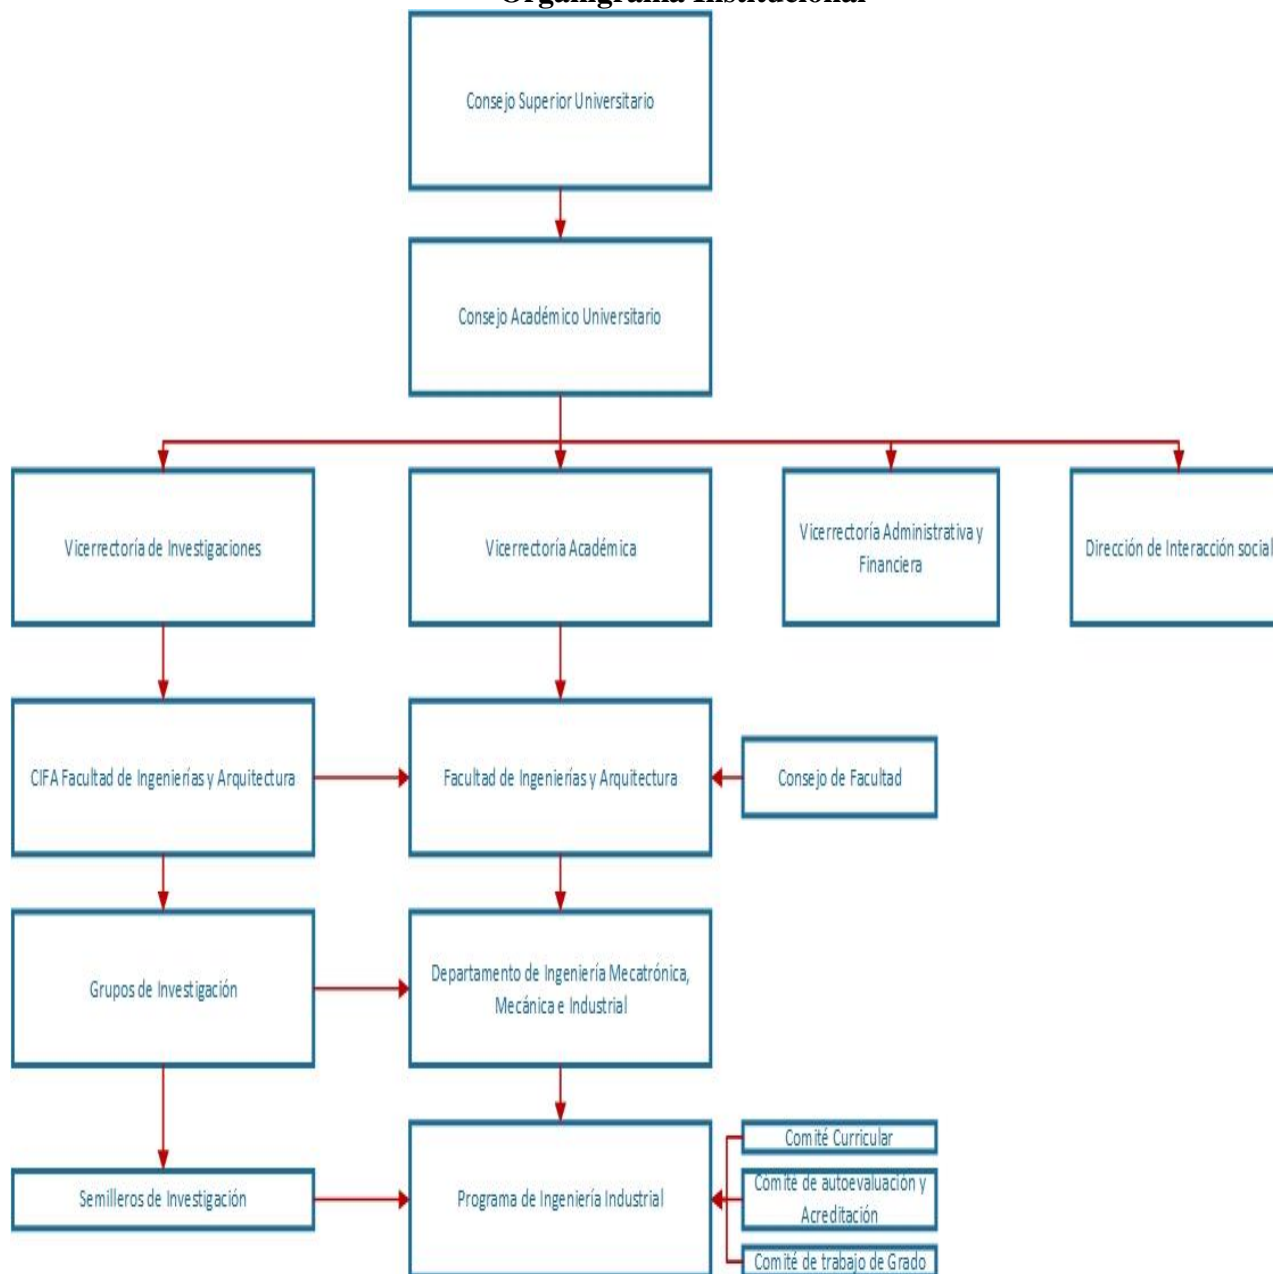 Organigrama Institucional
Consejo Superior Universitario
Consejo Académico Universitario
Vicerrectoría de Investigaciones
Vicerrectoría Académica
Vicerrectoría Administrativa y
Financiera
Dirección de Interacción social
CIFA Facultad de Ingenierías y Arquitectura
Facultad de Ingenierías y Arquitectura
Consejo de Facultad
Grupos de Investigación
Departamento de Ingeniería Mecatrónica,
Mecánica e Industrial
Semilleros de Investigación
Programa de Ingeniería Industrial
Comité Curricular
Comité de autoevaluación y
Acreditación
Comité de trabajo de Grado